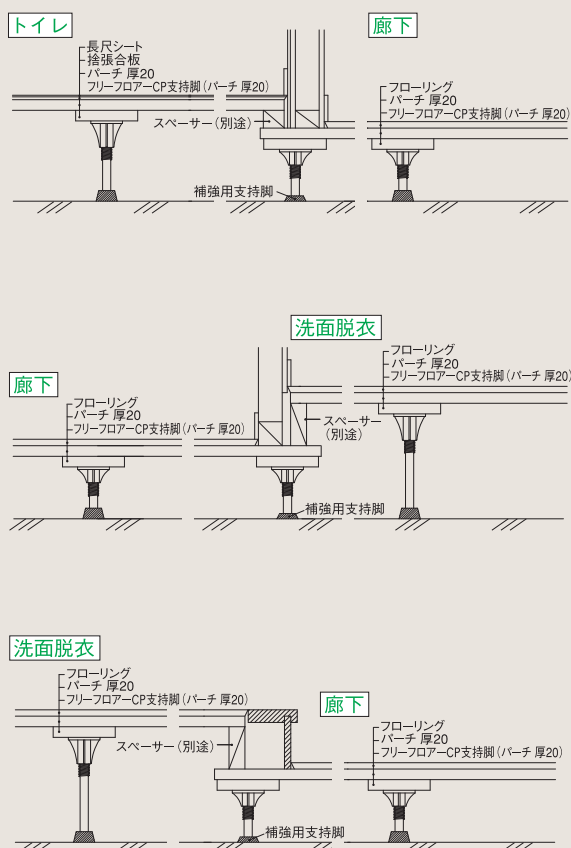 トイレ
長尺シート
捨張合板
パーチ 厚20
フリーフロアーCP支持脚(パーチ 厚20)
スペーサー(別途)
補強用支持脚
廊下
フローリング
パーチ 厚20
フリーフロアーCP支持脚(パーチ 厚20)
廊下
フローリング
パーチ 厚20
フリーフロアーCP支持脚(パーチ 厚20)
洗面脱衣
フローリング
パーチ 厚20
フリーフロアーCP支持脚(パーチ 厚20)
スペーサー
(別途)
補強用支持脚
洗面脱衣
フローリング
パーチ 厚20
フリーフロアーCP支持脚(パーチ 厚20)
スペーサー(別途)
補強用支持脚
廊下
フローリング
パーチ 厚20
フリーフロアーCP支持脚(パーチ 厚20)